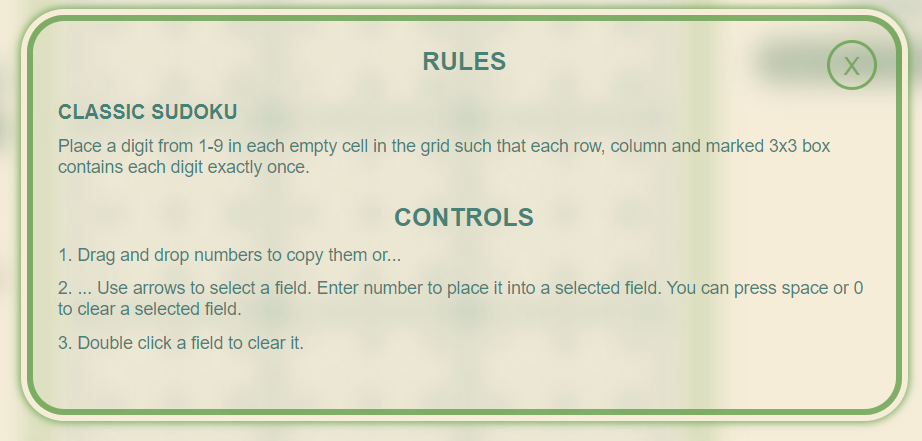 RULES
X
CLASSIC SUDOKU
Place a digit from 1-9 in each empty cell in the grid such that each row, column and marked 3x3 box
contains each digit exactly once.
CONTROLS
1. Drag and drop numbers to copy them or...
2. ... Use arrows to select a field. Enter number to place it into a selected field. You can press space or 0
to clear a selected field.
3. Double click a field to clear it.